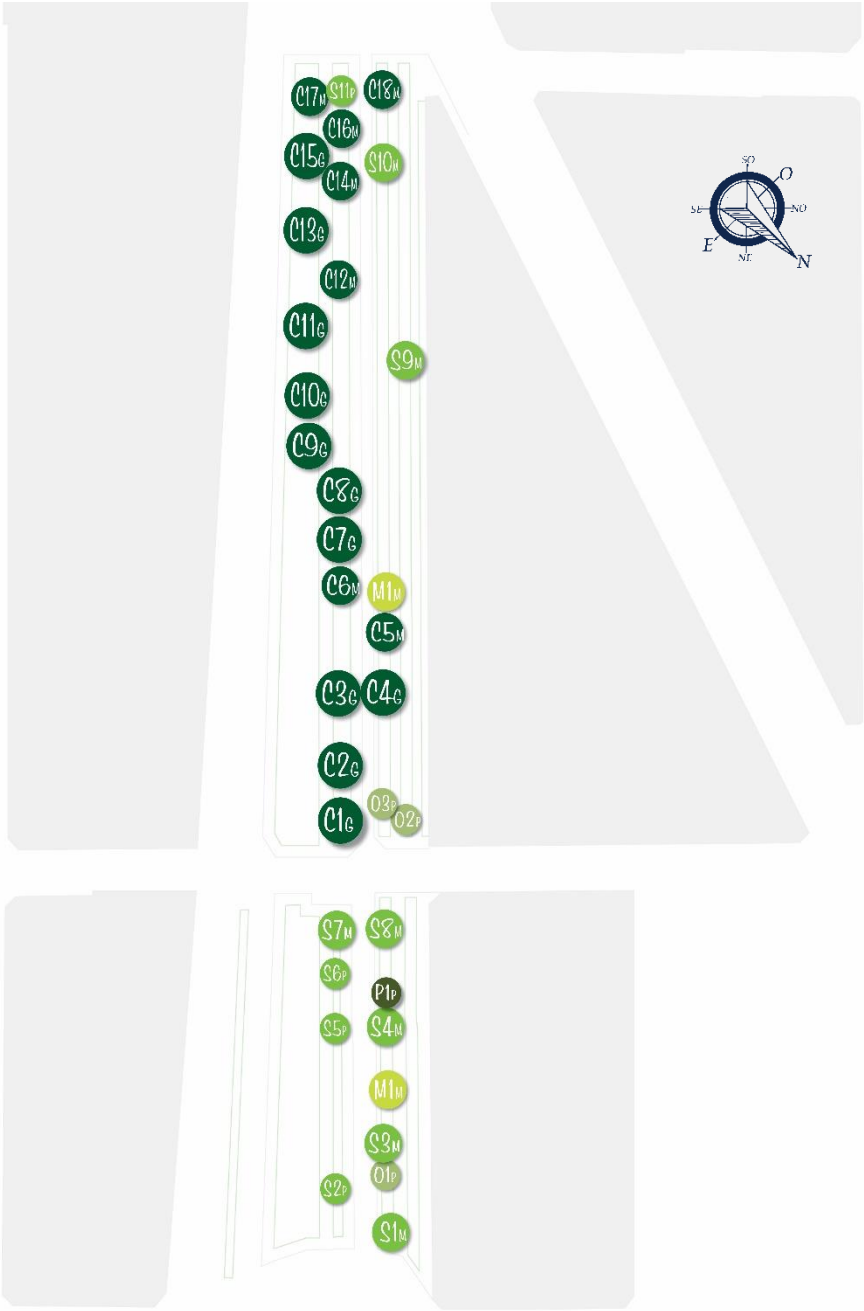 C17M S11P C18M
C16M
C15G S10M
C14M
C13G
C12M
C11G
S9M
C10G
C9G
C8G
C7G
C6M M1M
C5M
C3G C4G
C2G
O3P
C1G O2P
S7M S8M
S6P
P1P
S5P S4M
M1M
S3M
O1P
S2P
S1M
SO
O
SE NO
E
NE
N